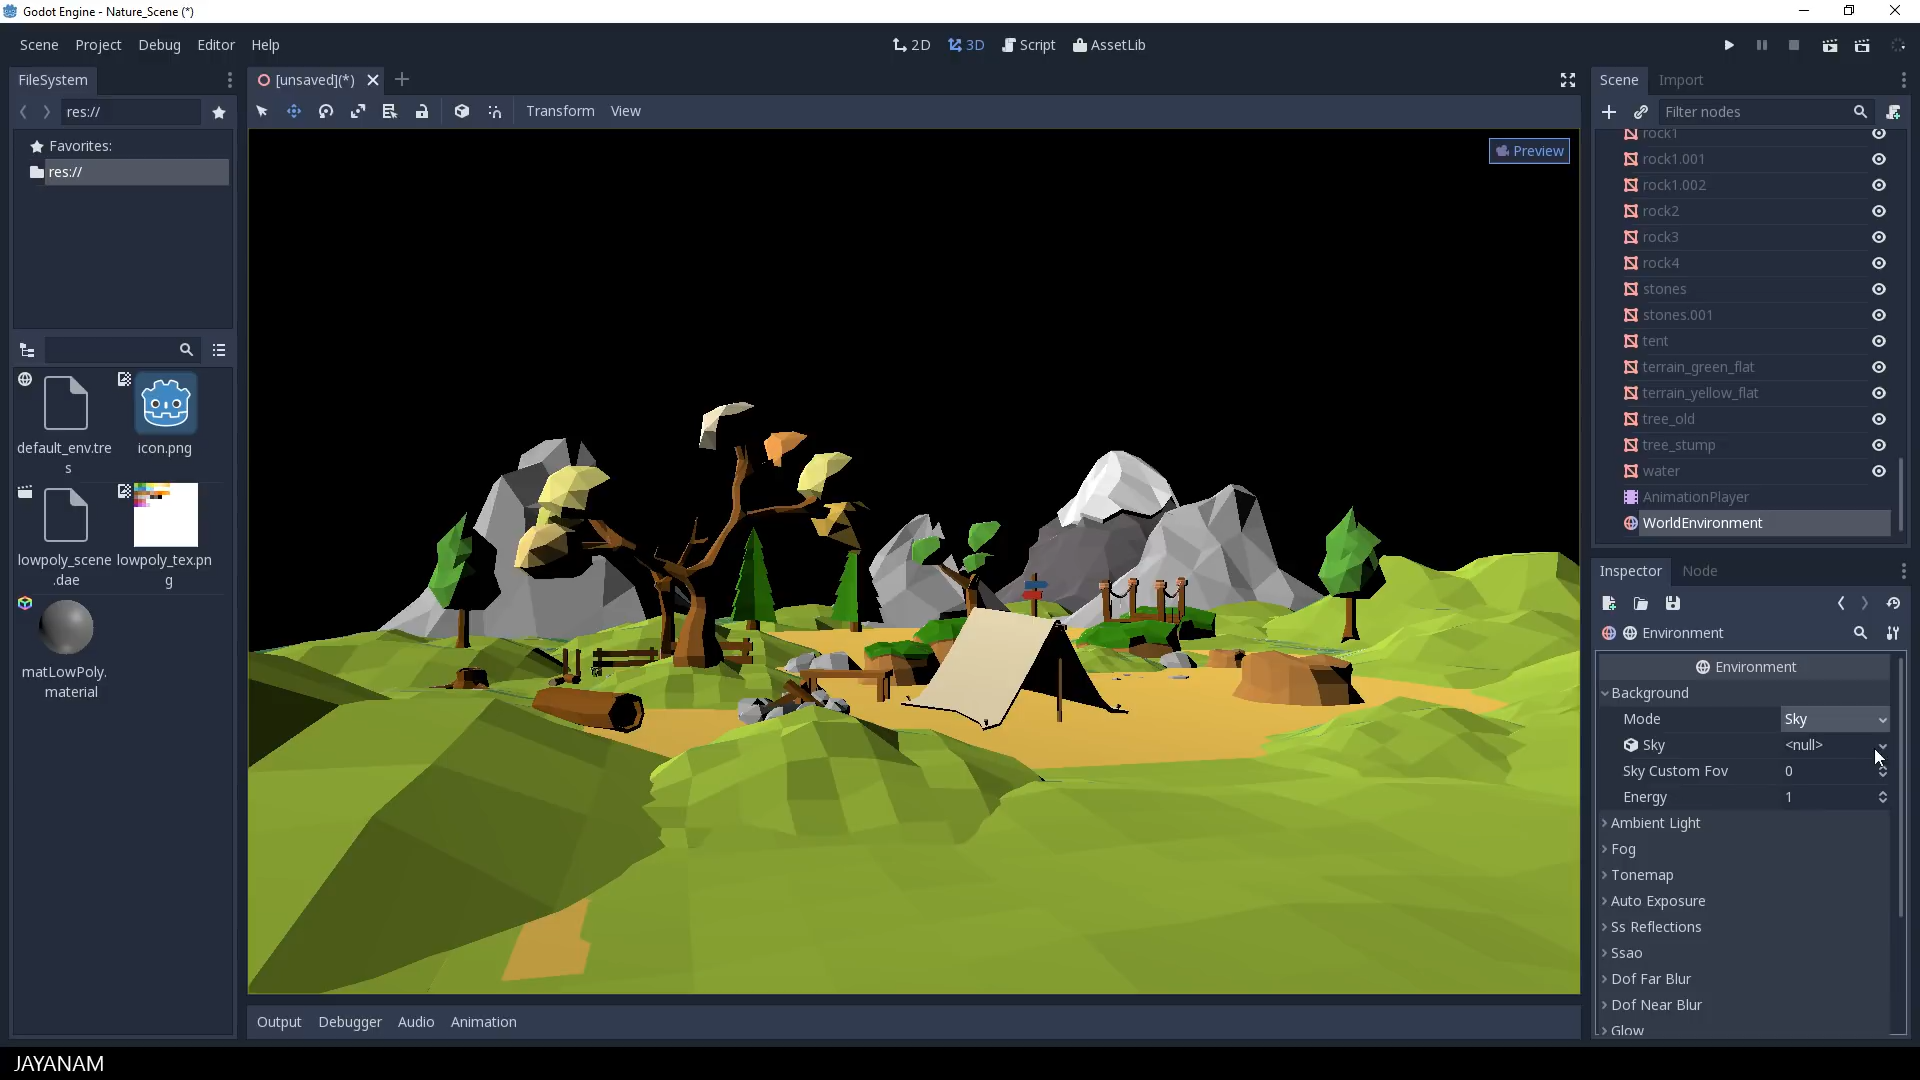 Godot Engine - Nature_Scene (*)
Scene Project Debug Editor Help
2D 3D Script AssetLib
FileSystem
[unsaved](*)
Scene Import
res://
Transform View
Filter nodes
Favorites:
res://
Preview
rock1
rock1.001
rock1.002
rock2
rock3
rock4
stones
stones.001
tent
terrain_green_flat
terrain_yellow_flat
tree_old
tree_stump
water
AnimationPlayer
WorldEnvironment
default_env.tre
s
icon.png
lowpoly_scene
.dae
lowpoly_tex.pn
g
matLowPoly.
material
Inspector Node
Environment
Environment
Background
Mode Sky
Sky <null>
Sky Custom Fov 0
Energy 1
Ambient Light
Fog
Tonemap
Auto Exposure
Ss Reflections
Ssao
Dof Far Blur
Dof Near Blur
Glow
Output Debugger Audio Animation
JAYANAM